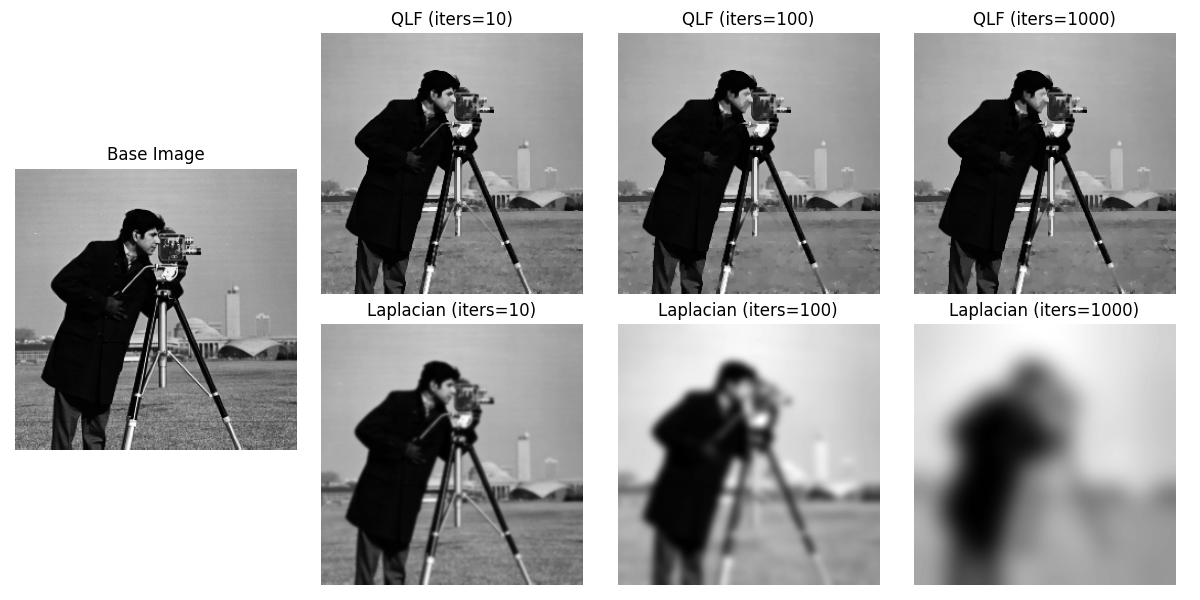 Base Image
QLF (iters=10)
QLF (iters=100)
QLF (iters=1000)
Laplacian (iters=10)
Laplacian (iters=100)
Laplacian (iters=1000)